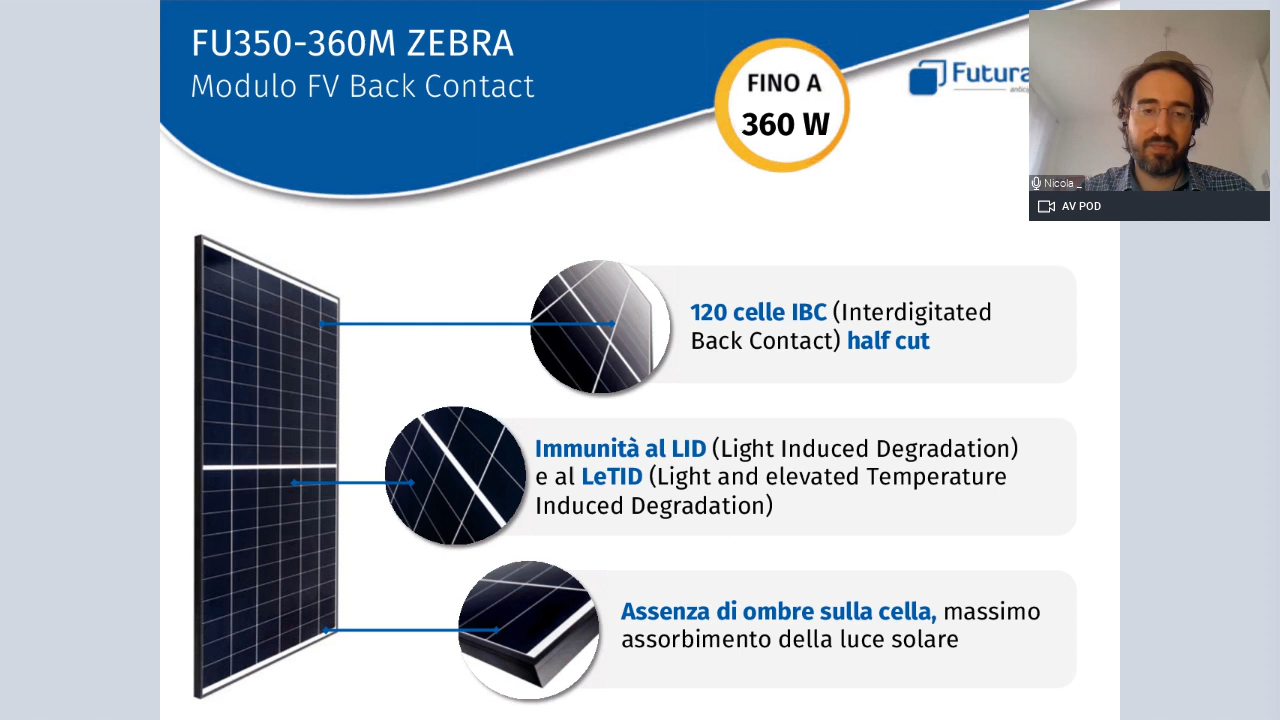 FU350-360M ZEBRA
Modulo FV Back Contact
FINO A
360 W
Futura
Nicola _
AV POD
120 celle IBC (Interdigitated
Back Contact) half cut
Immunità al LID (Light Induced Degradation)
e al LeTID (Light and elevated Temperature
Induced Degradation)
Assenza di ombre sulla cella, massimo
assorbimento della luce solare